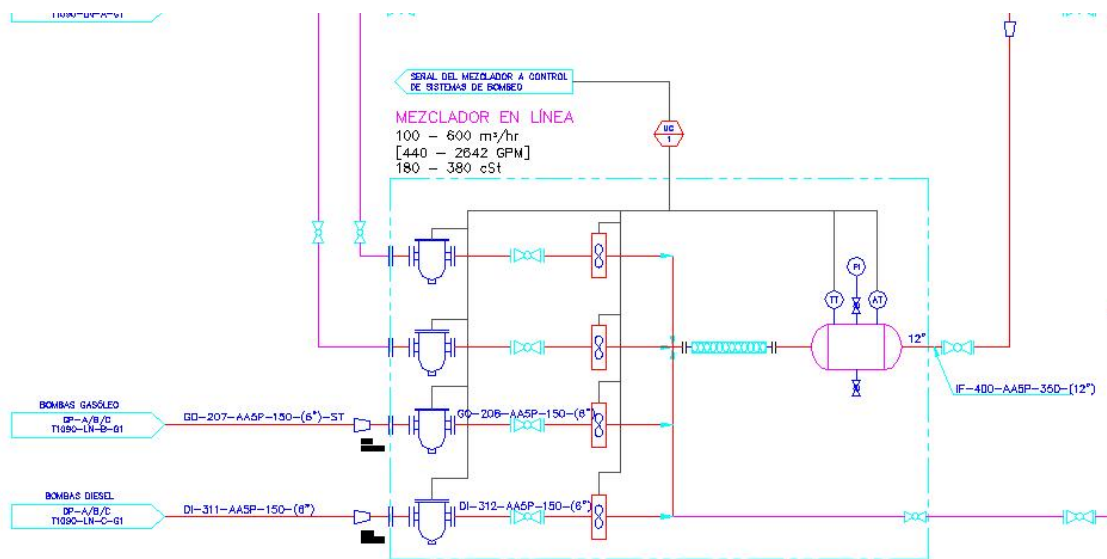 T1090-LN-A-G1
SEÑAL DEL MEZCLADOR A CONTROL
DE SISTEMAS DE BOMBEO
MEZCLADOR EN LÍNEA
100 – 600 m³/hr
[440 – 2642 GPM]
180 – 380 cSt
UC
1
PI
TT
AT
12"
IF-400-AA5P-350-(12")
BOMBAS GASÓLEO
GP-A/B/C
T1090-LN-B-G1
GO-207-AA5P-150-(6")-ST
GO-208-AA5P-150-(6")
BOMBAS DIESEL
DP-A/B/C
T1090-LN-C-G1
DI-311-AA5P-150-(6")
DI-312-AA5P-150-(6")